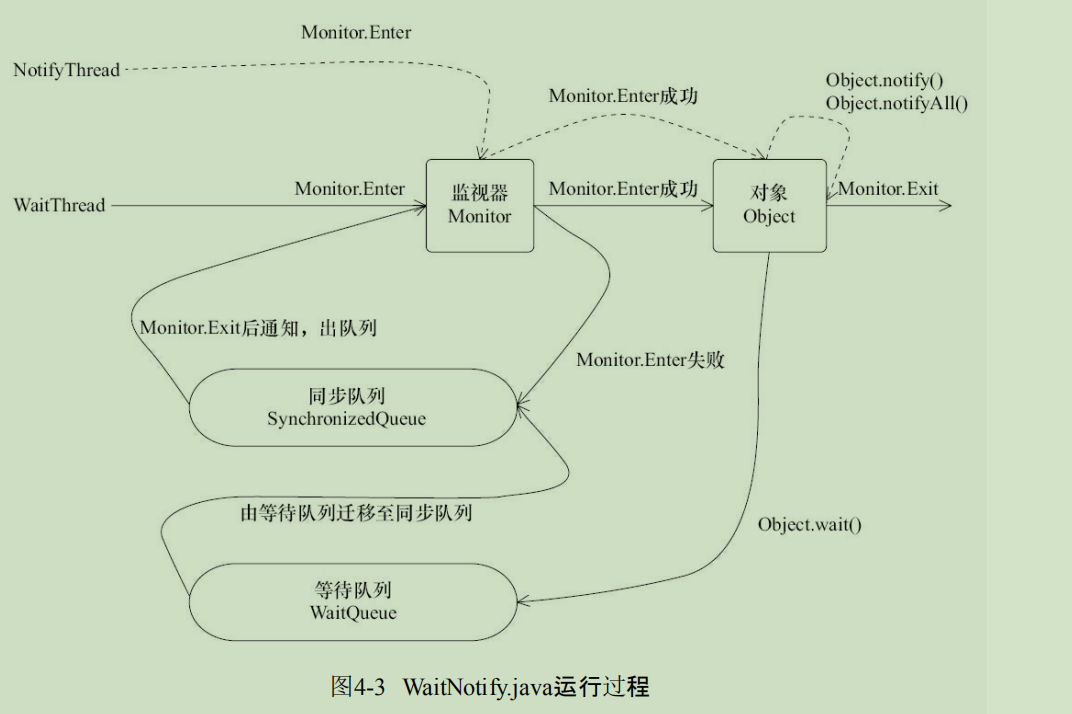 Monitor.Enter
NotifyThread
Object.notify()
Object.notifyAll()
Monitor.Enter成功
WaitThread
Monitor.Enter
监视器
Monitor
Monitor.Enter成功
对象
Object
Monitor.Exit
Monitor.Exit后通知，出队列
Monitor.Enter失败
同步队列
SynchronizedQueue
由等待队列迁移至同步队列
Object.wait()
等待队列
WaitQueue
图4-3 WaitNotify.java运行过程